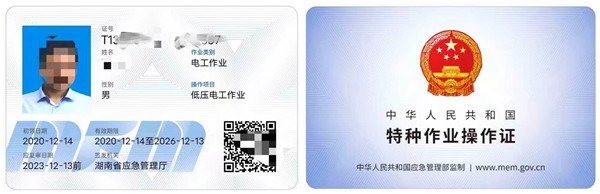 证号
T13
姓名
作业类别
电工作业
性别
男
操作项目
低压电工作业
初领日期
2020-12-14
有效期限
2020-12-14至2026-12-13
应复审日期
2023-12-13前
签发机关
湖南省应急管理厅
中华人民共和国
特种作业操作证
中华人民共和国应急管理部监制 | www.mem.gov.cn